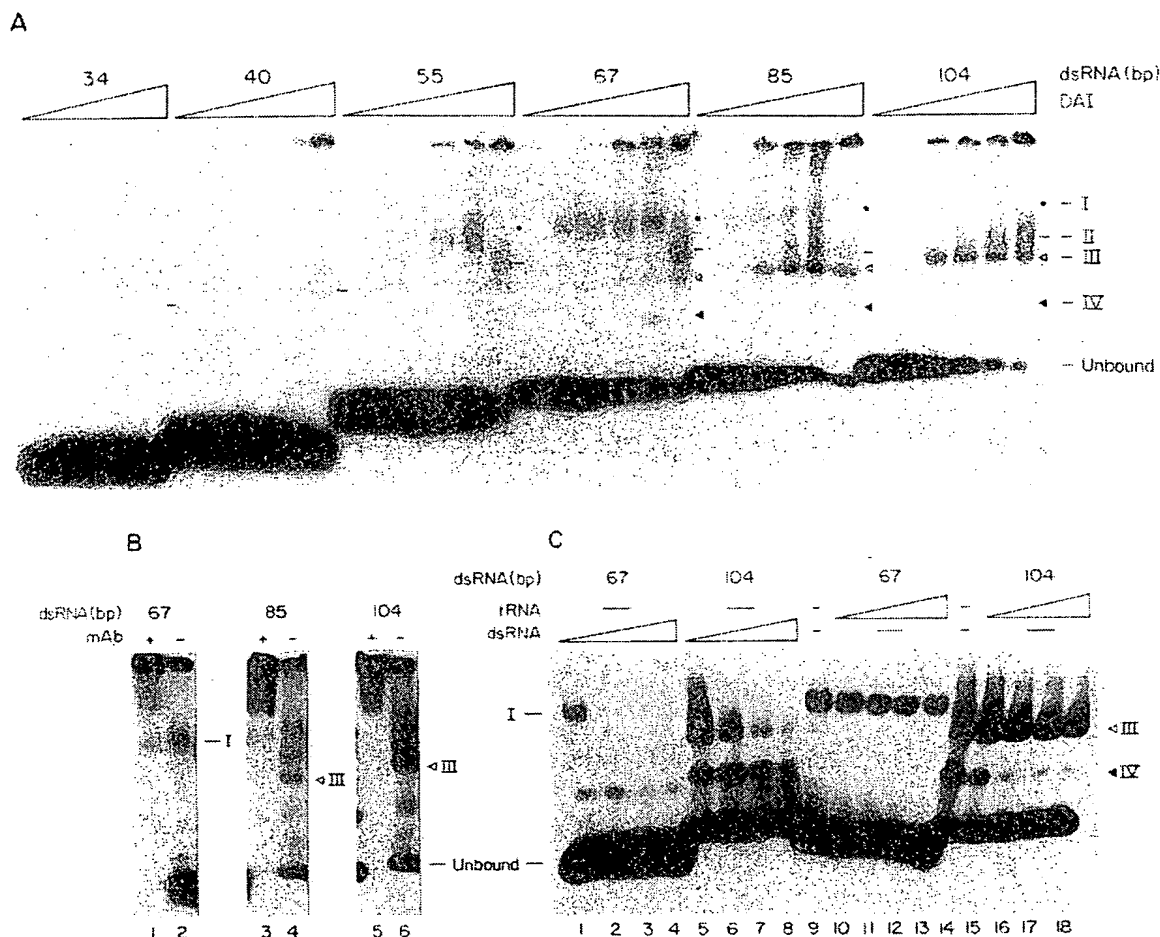 A
34 40 55 67 85 104 dsRNA (bp)
DAI
I
II
III
IV
Unbound
B
dsRNA (bp) 67 85 104
mAb + − + − + −
I
III
III
Unbound
1 2 3 4 5 6
C
dsRNA (bp) 67 104 67 104
tRNA — — − −
dsRNA − — − —
I
III
IV
1 2 3 4 5 6 7 8 9 10 11 12 13 14 15 16 17 18